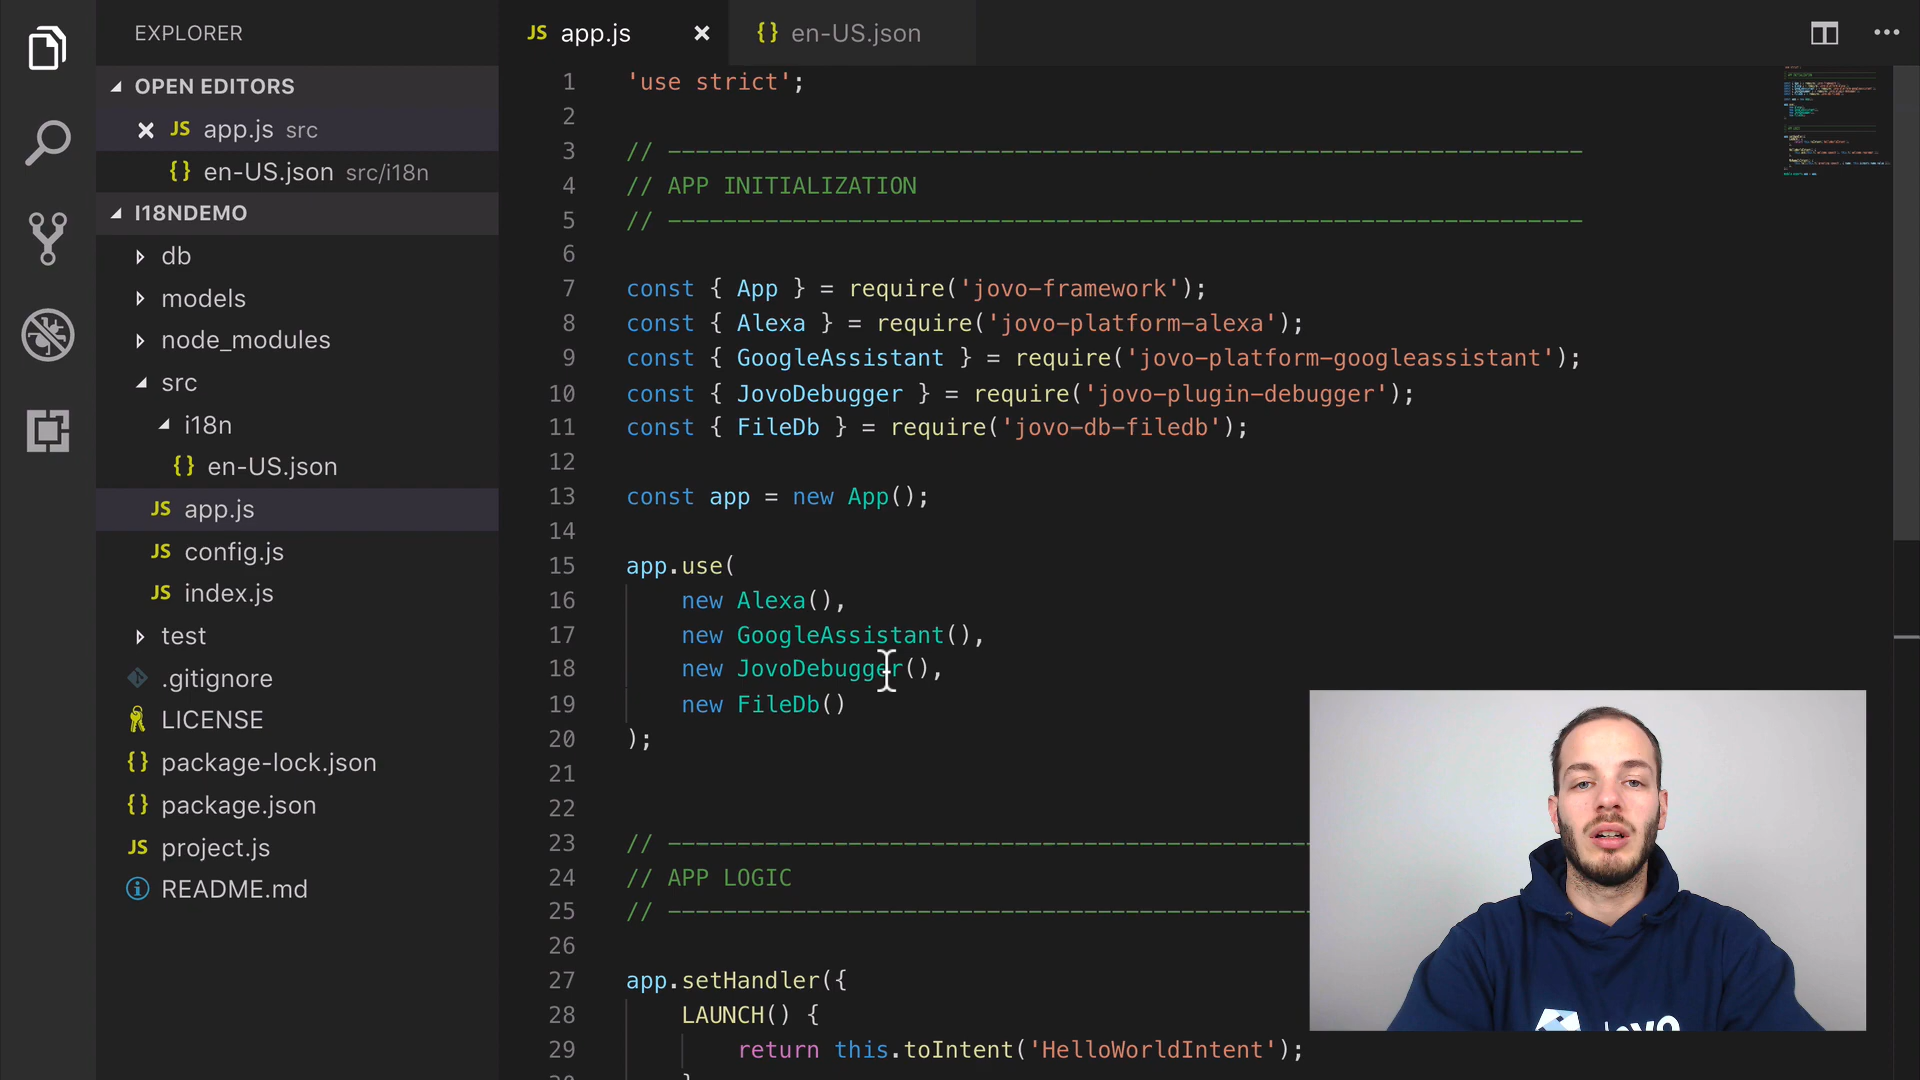 EXPLORER
OPEN EDITORS
app.js src
en-US.json src/i18n
I18NDEMO
db
models
node_modules
src
i18n
en-US.json
app.js
config.js
index.js
test
.gitignore
LICENSE
package-lock.json
package.json
project.js
README.md
JS app.js
{} en-US.json
1 'use strict';
2
3 // ------------------------------------------------------------------
4 // APP INITIALIZATION
5 // ------------------------------------------------------------------
6
7 const { App } = require('jovo-framework');
8 const { Alexa } = require('jovo-platform-alexa');
9 const { GoogleAssistant } = require('jovo-platform-googleassistant');
10 const { JovoDebugger } = require('jovo-plugin-debugger');
11 const { FileDb } = require('jovo-db-filedb');
12
13 const app = new App();
14
15 app.use(
16 new Alexa(),
17 new GoogleAssistant(),
18 new JovoDebugger(),
19 new FileDb()
20 );
21
22
23 // -----------------------------------------------
24 // APP LOGIC
25 // -----------------------------------------------
26
27 app.setHandler({
28 LAUNCH() {
29 return this.toIntent('HelloWorldIntent');